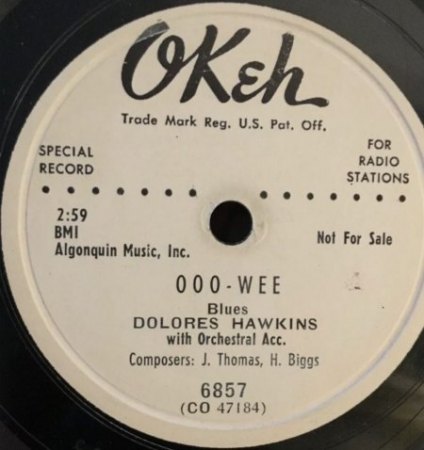 OKeh
Trade Mark Reg. U.S. Pat. Off.
SPECIAL
RECORD
FOR
RADIO
STATIONS
2:59
BMI
Algonquin Music, Inc.
Not For Sale
OOO-WEE
Blues
DOLORES HAWKINS
with Orchestral Acc.
Composers: J. Thomas, H. Biggs
6857
(CO 47184)